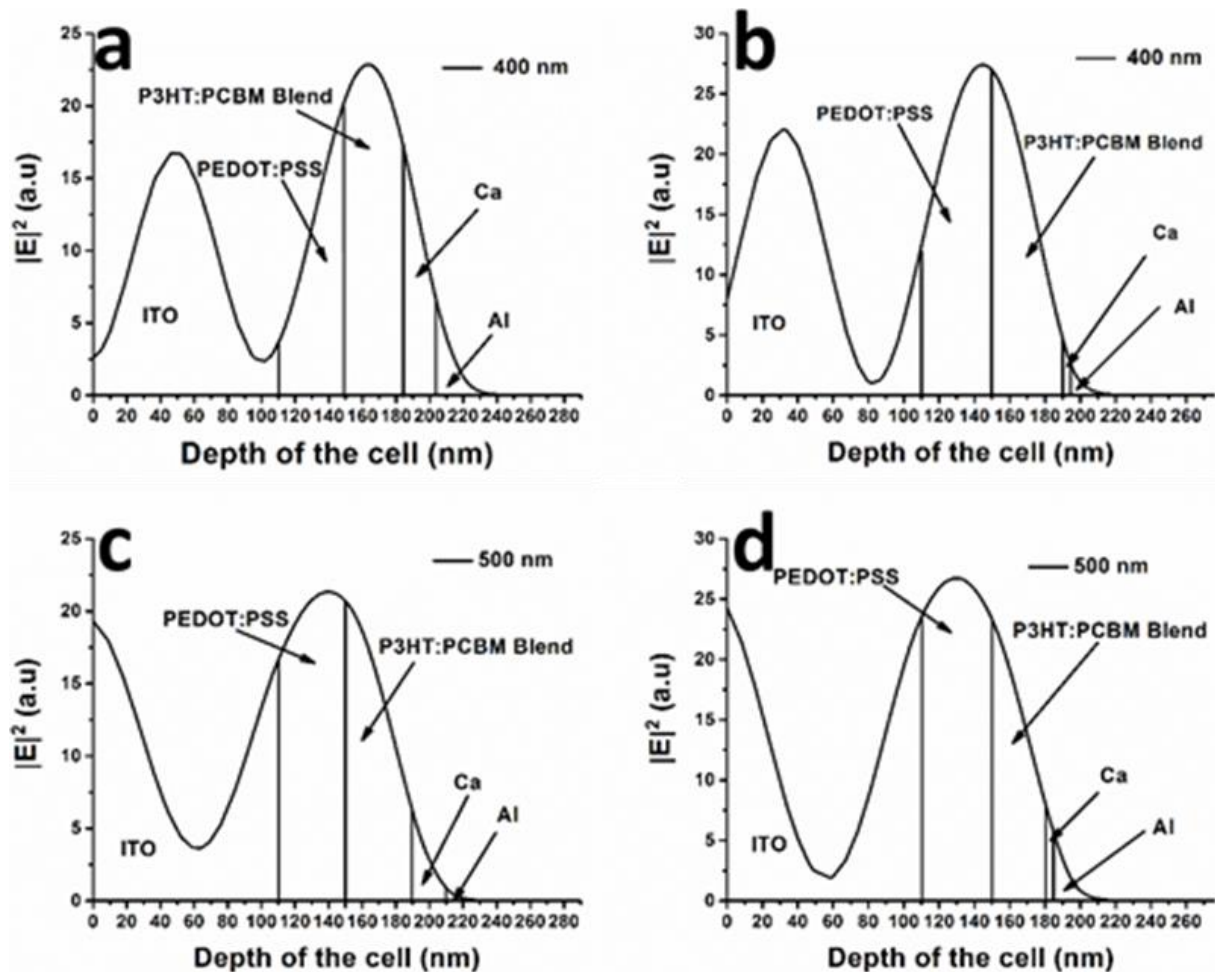 a
25
20
15
10
5
0
|E|² (a.u)
400 nm
P3HT:PCBM Blend
PEDOT:PSS
Ca
ITO
Al
0 20 40 60 80 100 120 140 160 180 200 220 240 260 280
Depth of the cell (nm)
b
30
25
20
15
10
5
0
|E|² (a.u)
400 nm
PEDOT:PSS
P3HT:PCBM Blend
Ca
ITO
Al
0 20 40 60 80 100 120 140 160 180 200 220 240 260
Depth of the cell (nm)
c
25
20
15
10
5
0
|E|² (a.u)
500 nm
PEDOT:PSS
P3HT:PCBM Blend
Ca
Al
ITO
0 20 40 60 80 100 120 140 160 180 200 220 240 260 280
Depth of the cell (nm)
d
30
25
20
15
10
5
0
|E|² (a.u)
500 nm
PEDOT:PSS
P3HT:PCBM Blend
Ca
ITO
Al
0 20 40 60 80 100 120 140 160 180 200 220 240 260
Depth of the cell (nm)